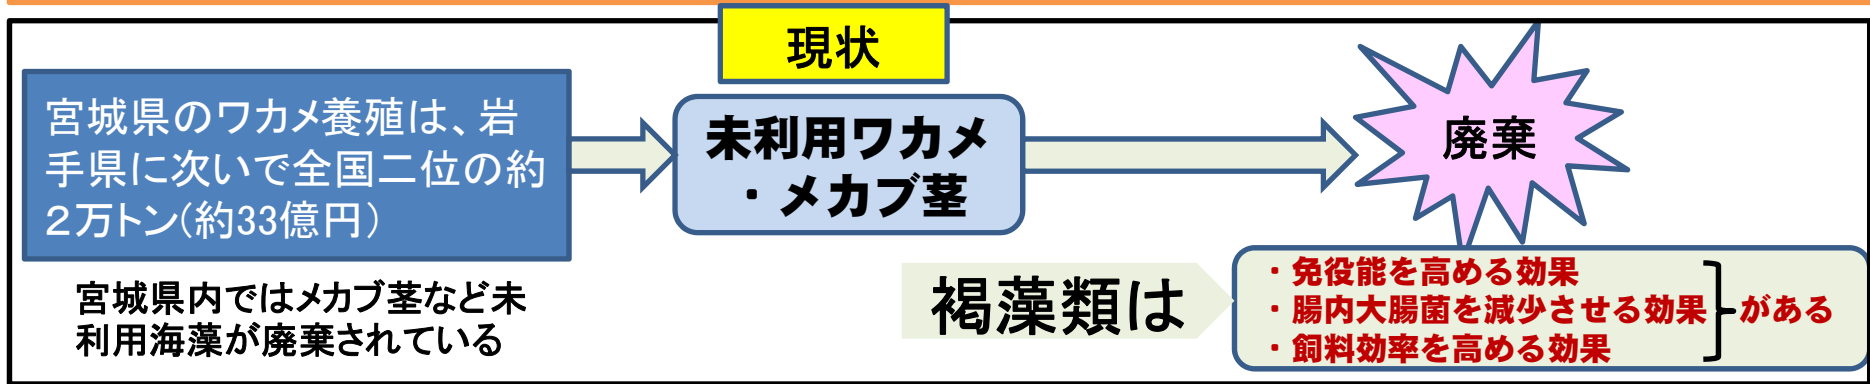 現状
宮城県のワカメ養殖は、岩
手県に次いで全国二位の約
２万トン(約33億円)
未利用ワカメ
・メカブ茎
廃棄
宮城県内ではメカブ茎など未
利用海藻が廃棄されている
褐藻類は
・免役能を高める効果
・腸内大腸菌を減少させる効果
・飼料効率を高める効果
がある